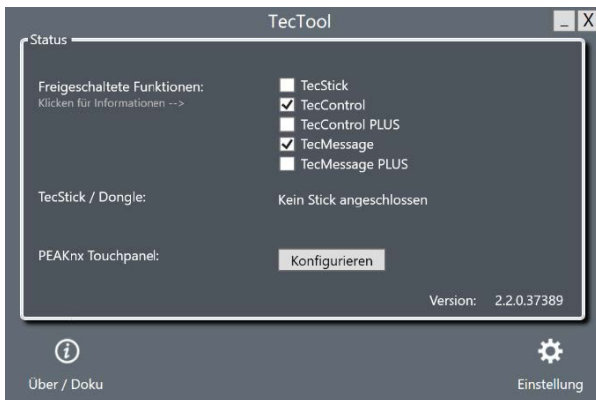 TecTool
_ X
Status
Freigeschaltete Funktionen:
Klicken für Informationen -->
TecStick
TecControl
TecControl PLUS
TecMessage
TecMessage PLUS
TecStick / Dongle:
Kein Stick angeschlossen
PEAKnx Touchpanel:
Konfigurieren
Version: 2.2.0.37389
Über / Doku
Einstellung